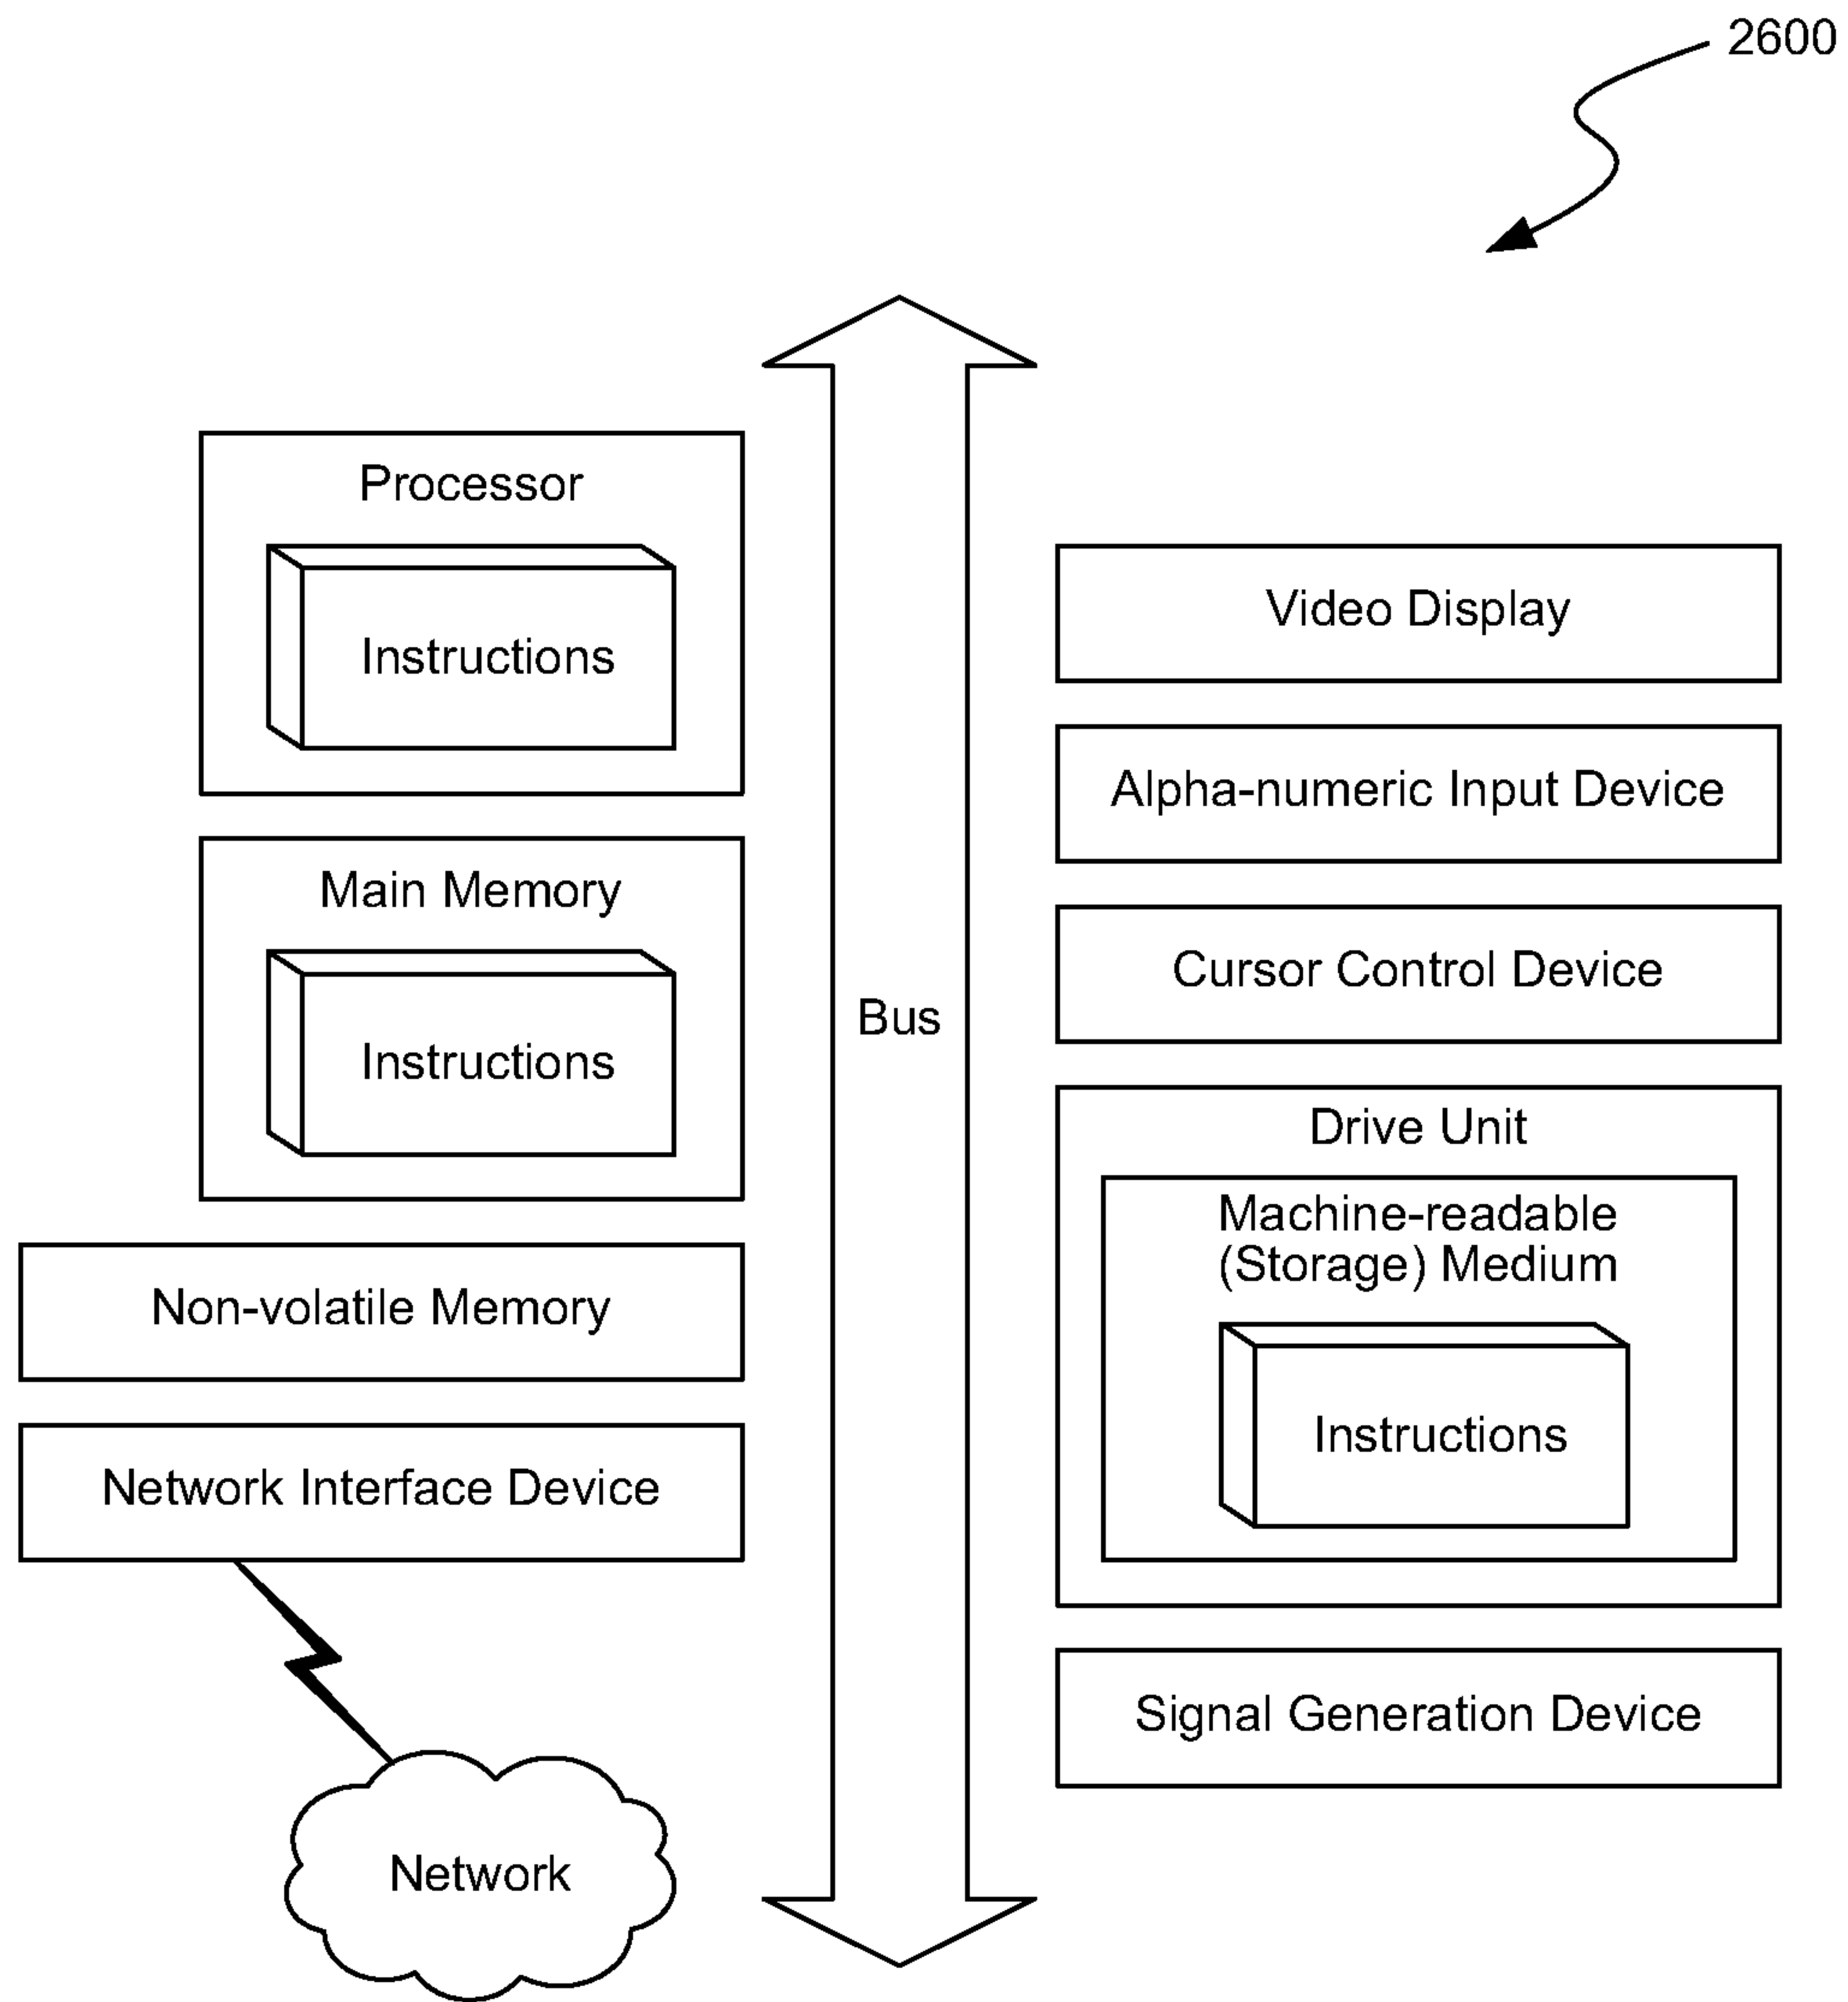 2600
Processor
Instructions
Main Memory
Instructions
Non-volatile Memory
Network Interface Device
Network
Bus
Video Display
Alpha-numeric Input Device
Cursor Control Device
Drive Unit
Machine-readable
(Storage) Medium
Instructions
Signal Generation Device